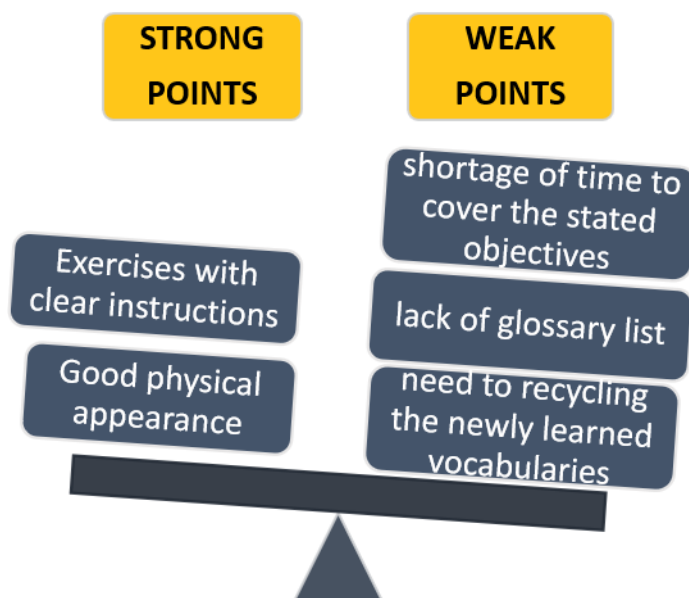 STRONG
POINTS
WEAK
POINTS
Exercises with
clear instructions
Good physical
appearance
shortage of time to
cover the stated
objectives
lack of glossary list
need to recycling
the newly learned
vocabularies